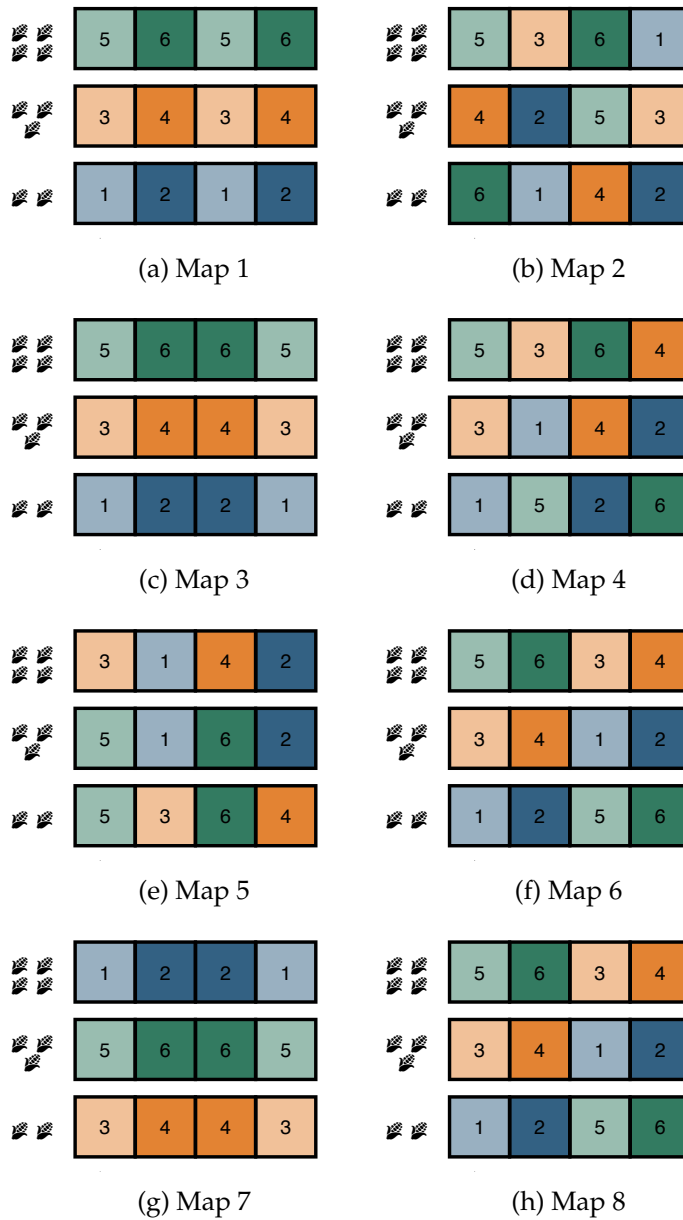 5 6 5 6
3 4 3 4
1 2 1 2
(a) Map 1
5 3 6 1
4 2 5 3
6 1 4 2
(b) Map 2
5 6 6 5
3 4 4 3
1 2 2 1
(c) Map 3
5 3 6 4
3 1 4 2
1 5 2 6
(d) Map 4
3 1 4 2
5 1 6 2
5 3 6 4
(e) Map 5
5 6 3 4
3 4 1 2
1 2 5 6
(f) Map 6
1 2 2 1
5 6 6 5
3 4 4 3
(g) Map 7
5 6 3 4
3 4 1 2
1 2 5 6
(h) Map 8